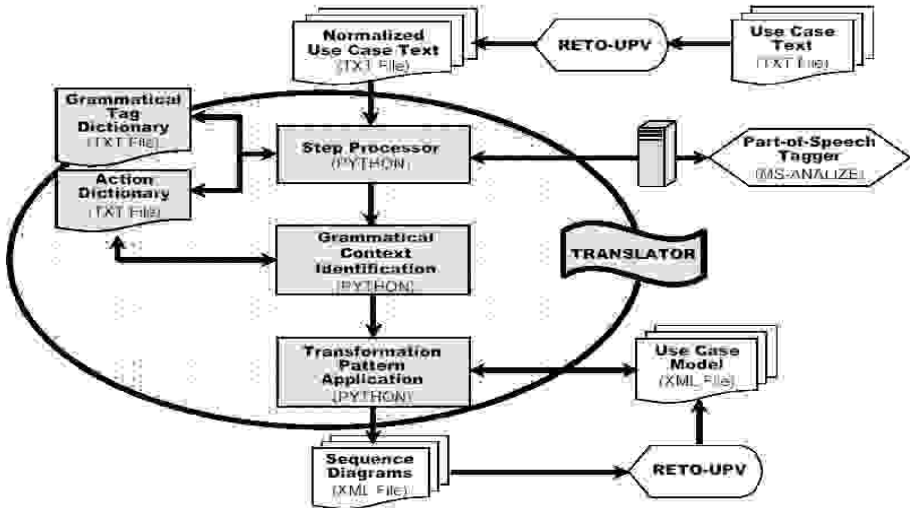 Normalized
Use Case Text
(TXT File)
RETO-UPV
Use Case
Text
(TXT File)
Grammatical
Tag
Dictionary
(TXT File)
Step Processor
(PYTHON)
Part-of-Speech
Tagger
(MS-ANALIZE)
Action
Dictionary
(TXT File)
Grammatical
Context
Identification
(PYTHON)
TRANSLATOR
Transformation
Pattern
Application
(PYTHON)
Use Case
Model
(XML File)
Sequence
Diagrams
(XML File)
RETO-UPV